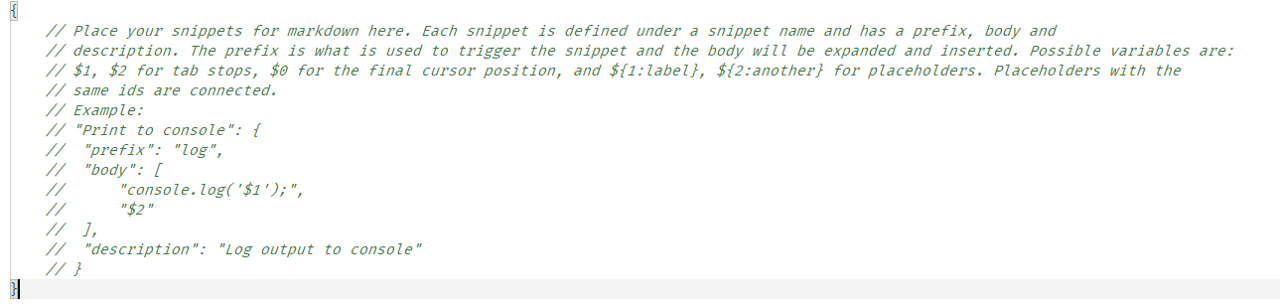 {
    // Place your snippets for markdown here. Each snippet is defined under a snippet name and has a prefix, body and
    // description. The prefix is what is used to trigger the snippet and the body will be expanded and inserted. Possible variables are:
    // $1, $2 for tab stops, $0 for the final cursor position, and ${1:label}, ${2:another} for placeholders. Placeholders with the
    // same ids are connected.
    // Example:
    // "Print to console": {
    //  "prefix": "log",
    //  "body": [
    //      "console.log('$1');",
    //      "$2"
    //  ],
    //  "description": "Log output to console"
    // }
}